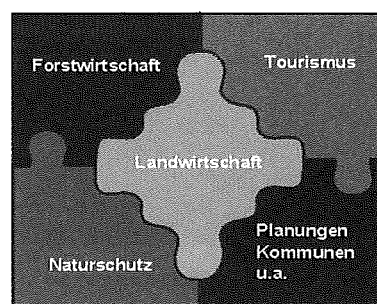 Forstwirtschaft
Tourismus
Landwirtschaft
Naturschutz
Planungen
Kommunen
u.a.